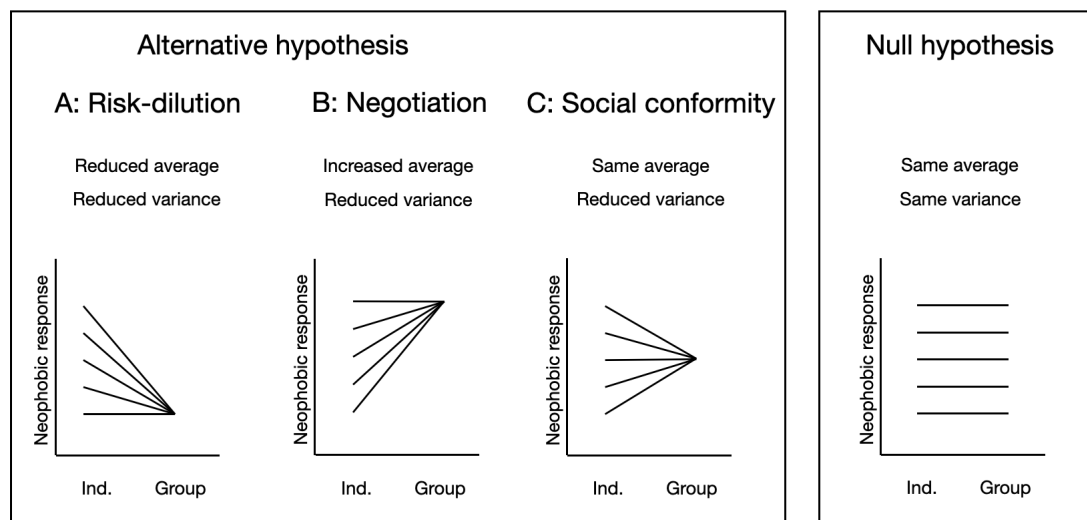 Alternative hypothesis
A: Risk-dilution
Reduced average
Reduced variance
Neophobic response
Ind.
Group
B: Negotiation
Increased average
Reduced variance
Neophobic response
Ind.
Group
C: Social conformity
Same average
Reduced variance
Neophobic response
Ind.
Group
Null hypothesis
Same average
Same variance
Neophobic response
Ind.
Group